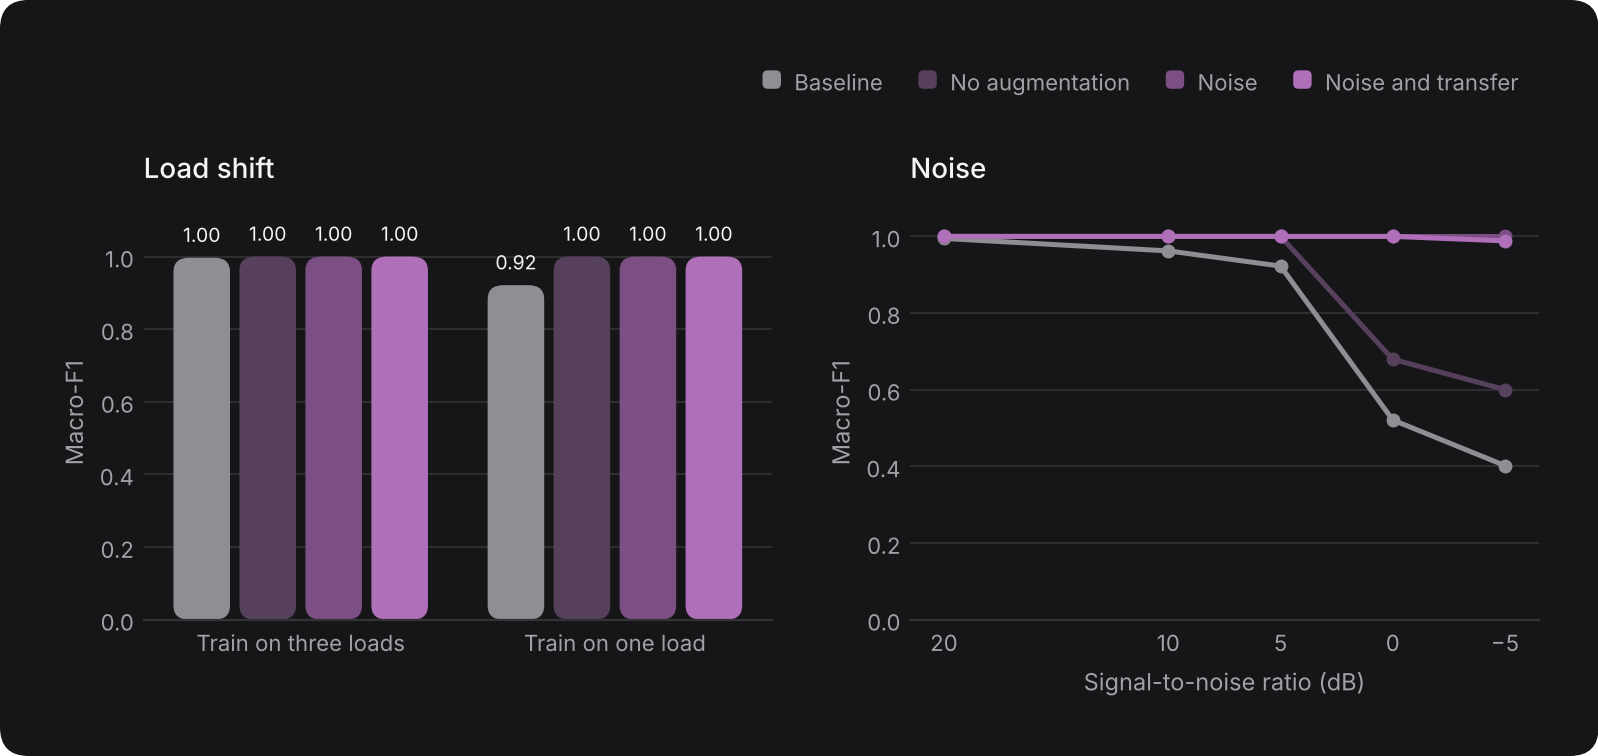 Baseline No augmentation Noise Noise and transfer
Load shift
1.00 1.00 1.00 1.00 0.92 1.00 1.00 1.00
1.0
0.8
0.6
0.4
0.2
0.0
Macro-F1
Train on three loads Train on one load
Noise
1.0
0.8
0.6
0.4
0.2
0.0
Macro-F1
20 10 5 0 −5
Signal-to-noise ratio (dB)